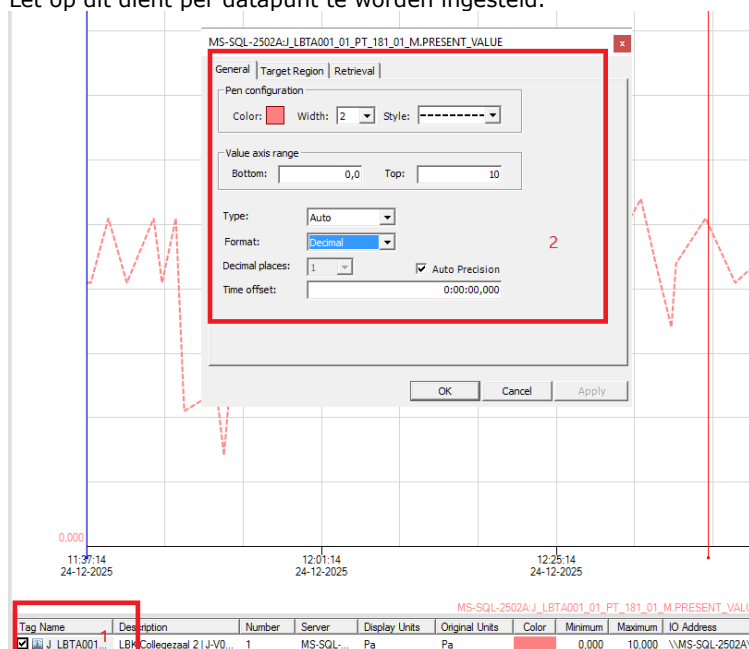 Let op dit dient per datapunt te worden ingesteld.
MS-SQL-2502A:J_LBTA001_01_PT_181_01_M.PRESENT_VALUE x
General Target Region Retrieval
Pen configuration
Color: Width: 2 Style:
Value axis range
Bottom: 0,0 Top: 10
Type: Auto
Format: Decimal 2
Decimal places: 1 Auto Precision
Time offset: 0:00:00,000
OK Cancel Apply
0,000
11:37:14 12:01:14 12:25:14
24-12-2025 24-12-2025 24-12-2025
MS-SQL-2502A:J_LBTA001_01_PT_181_01_M.PRESENT_VALU
Tag Name 1 Description Number Server Display Units Original Units Color Minimum Maximum IO Address
J_LBTA001... LBK Collegezaal 2 | J-V0... 1 MS-SQL-... Pa Pa 0.000 10.000 \\MS-SQL-2502A\